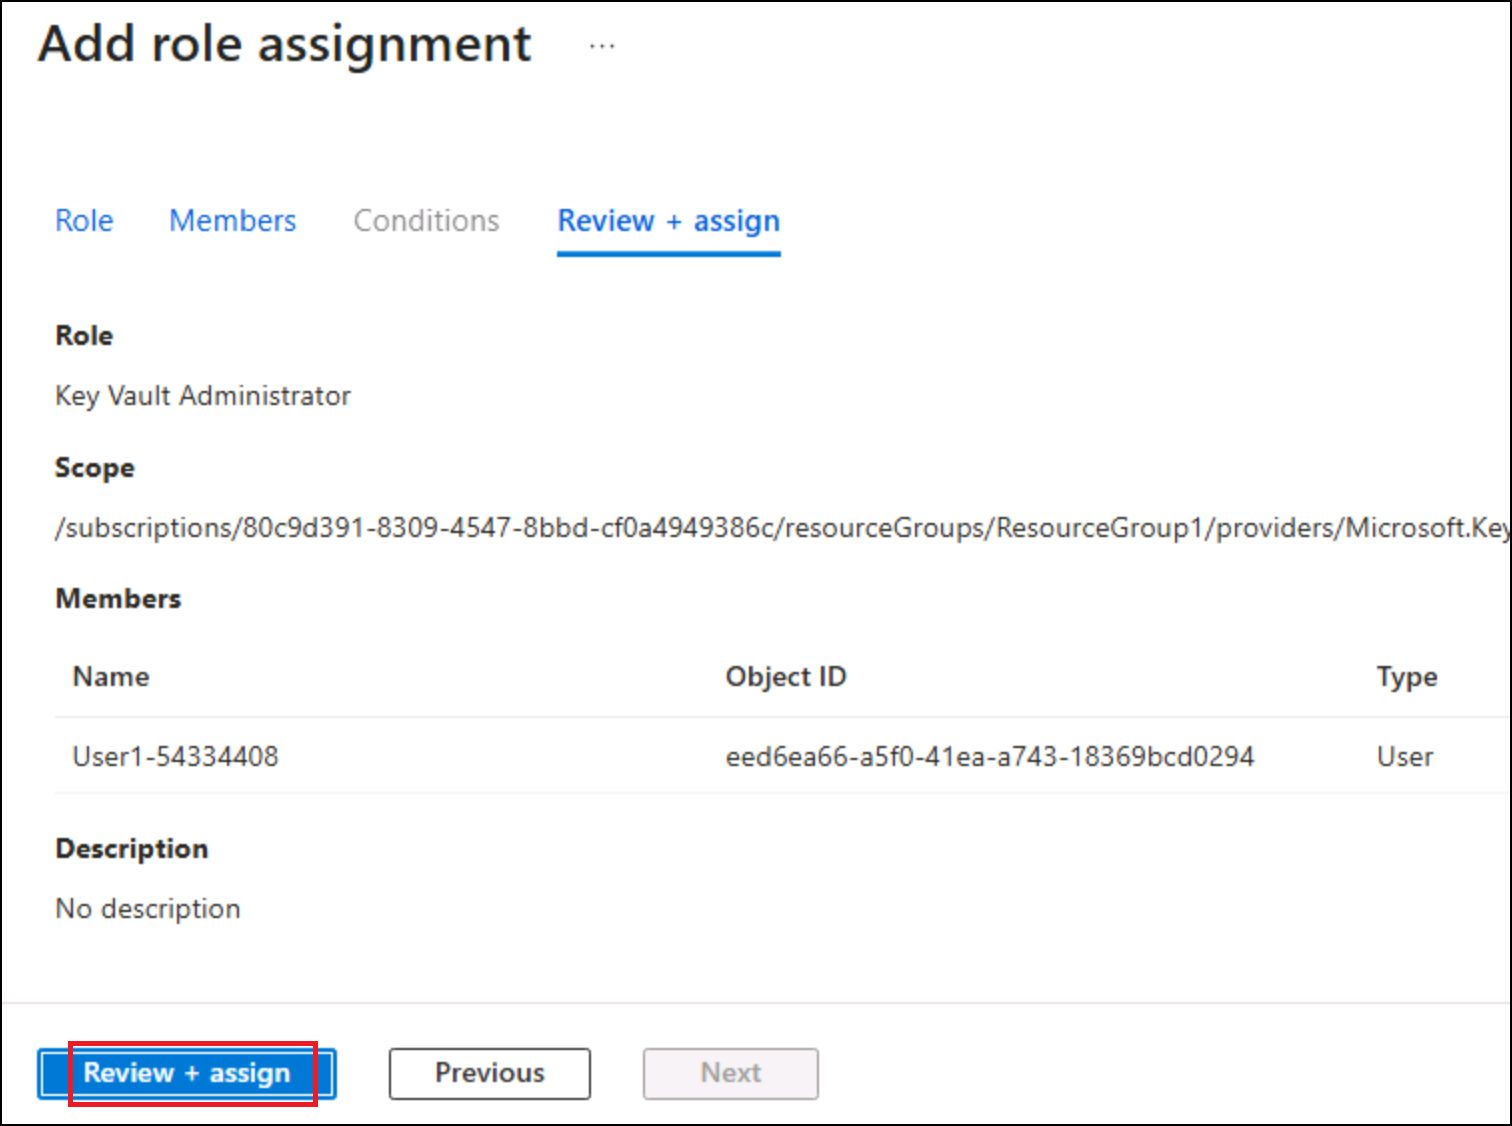 Add role assignment ...
Role Members Conditions Review + assign
Role
Key Vault Administrator
Scope
/subscriptions/80c9d391-8309-4547-8bbd-cf0a4949386c/resourceGroups/ResourceGroup1/providers/Microsoft.Key
Members
Name Object ID Type
User1-54334408 eed6ea66-a5f0-41ea-a743-18369bcd0294 User
Description
No description
Review + assign Previous Next